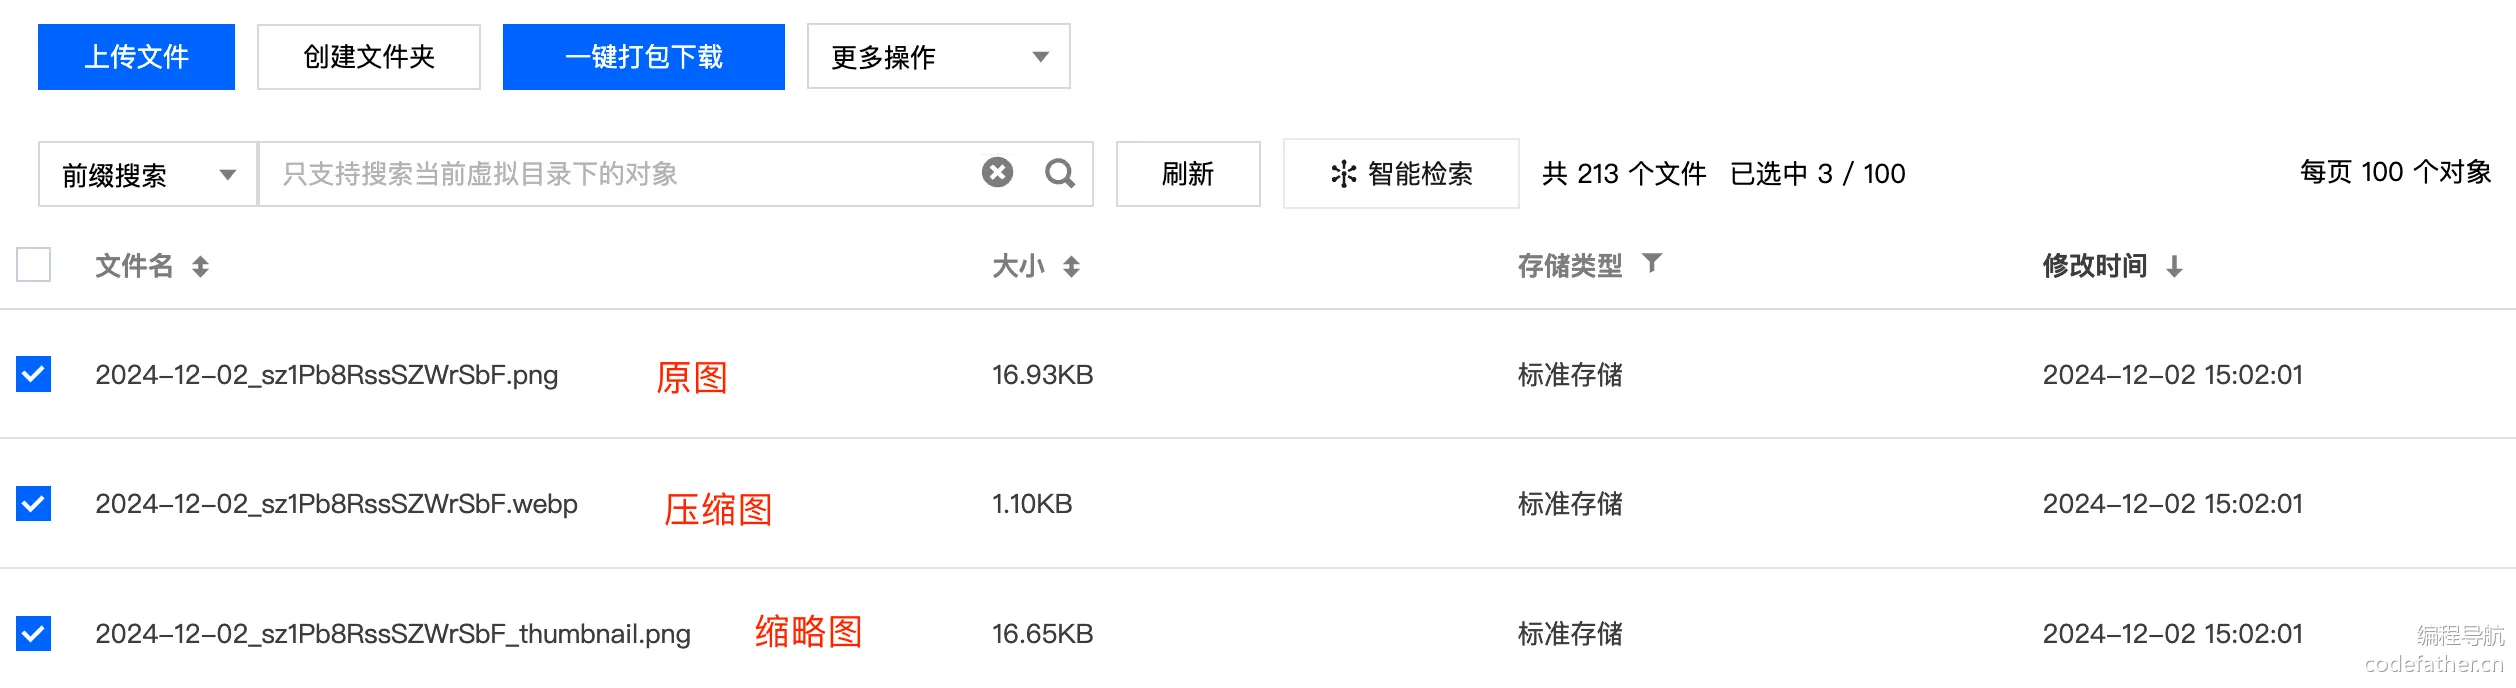 上传文件 创建文件夹 一键打包下载 更多操作
前缀搜索 只支持搜索当前虚拟目录下的对象 刷新 智能检索 共 213 个文件 已选中 3 / 100 每页 100 个对象
文件名 大小 存储类型 修改时间
2024-12-02_sz1Pb8RssSZWrSbF.png 原图 16.93KB 标准存储 2024-12-02 15:02:01
2024-12-02_sz1Pb8RssSZWrSbF.webp 压缩图 1.10KB 标准存储 2024-12-02 15:02:01
2024-12-02_sz1Pb8RssSZWrSbF_thumbnail.png 缩略图 16.65KB 标准存储 2024-12-02 15:02:01
编程导航
codefather.cn